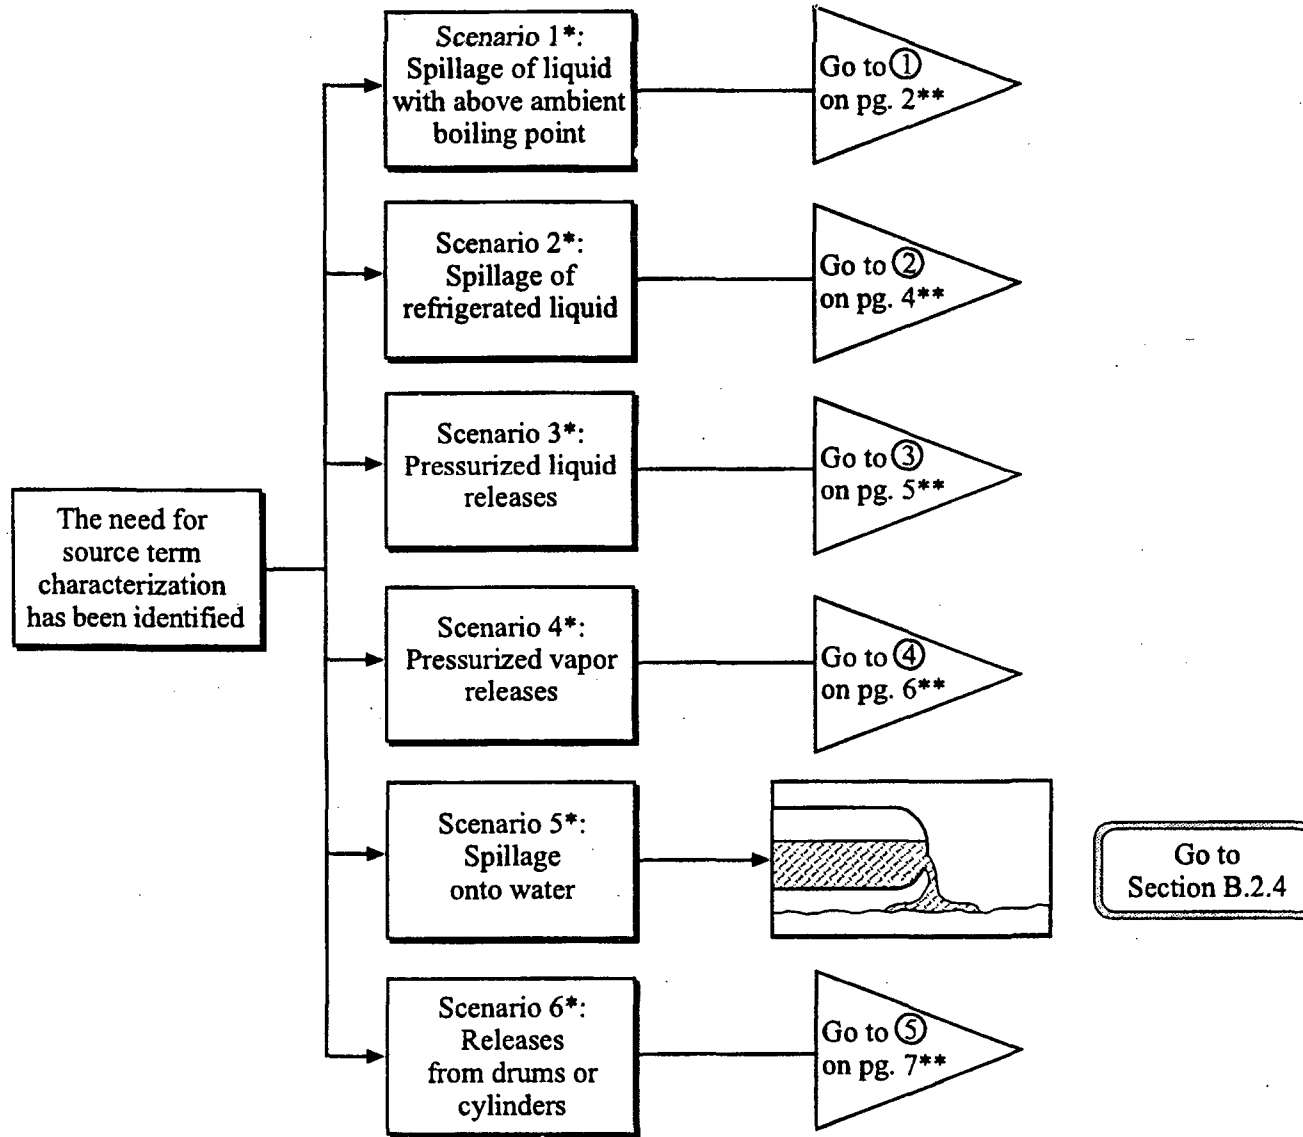 Scenario 1*:
Spillage of liquid
with above ambient
boiling point
Go to ①
on pg. 2**
Scenario 2*:
Spillage of
refrigerated liquid
Go to ②
on pg. 4**
Scenario 3*:
Pressurized liquid
releases
Go to ③
on pg. 5**
The need for
source term
characterization
has been identified
Scenario 4*:
Pressurized vapor
releases
Go to ④
on pg. 6**
Scenario 5*:
Spillage
onto water
Go to
Section B.2.4
Scenario 6*:
Releases
from drums or
cylinders
Go to ⑤
on pg. 7**